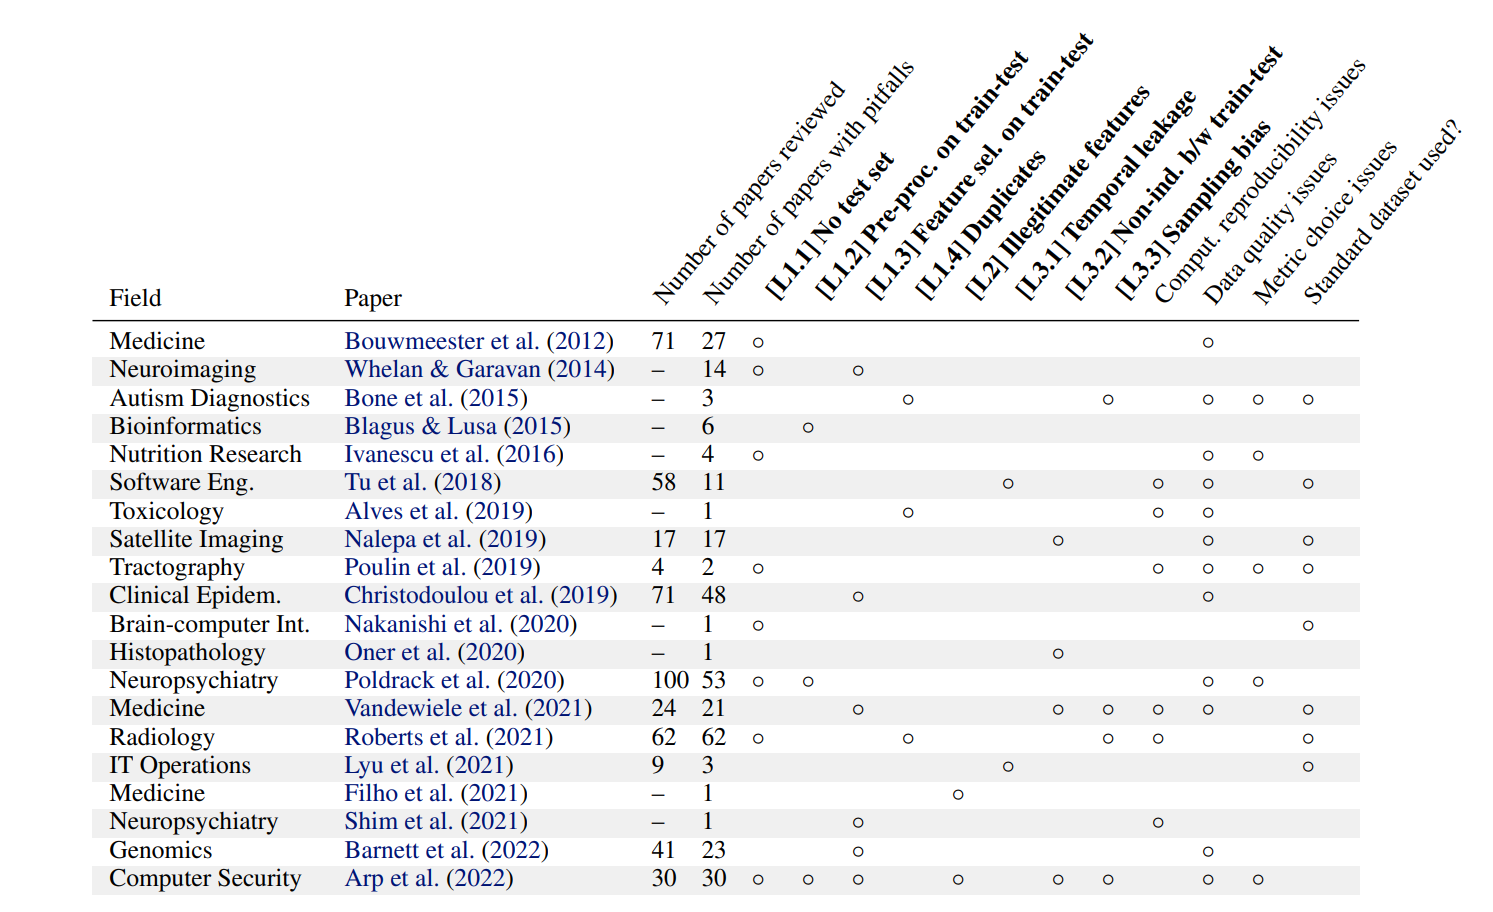 Number of papers reviewed
Number of papers with pitfalls
[L1.1] No test set
[L1.2] Pre-proc. on train-test
[L1.3] Feature sel. on train-test
[L1.4] Duplicates
[L2] Illegitimate features
[L3.1] Temporal leakage
[L3.2] Non-ind. b/w train-test
[L3.3] Sampling bias
Comput. reproducibility issues
Data quality issues
Metric choice issues
Standard dataset used?
Field Paper
Medicine Bouwmeester et al. (2012) 71 27 ○ ○
Neuroimaging Whelan & Garavan (2014) – 14 ○ ○
Autism Diagnostics Bone et al. (2015) – 3 ○ ○ ○ ○ ○
Bioinformatics Blagus & Lusa (2015) – 6 ○
Nutrition Research Ivanescu et al. (2016) – 4 ○ ○ ○
Software Eng. Tu et al. (2018) 58 11 ○ ○ ○ ○
Toxicology Alves et al. (2019) – 1 ○ ○ ○
Satellite Imaging Nalepa et al. (2019) 17 17 ○ ○ ○
Tractography Poulin et al. (2019) 4 2 ○ ○ ○ ○ ○
Clinical Epidem. Christodoulou et al. (2019) 71 48 ○ ○
Brain-computer Int. Nakanishi et al. (2020) – 1 ○ ○
Histopathology Oner et al. (2020) – 1 ○
Neuropsychiatry Poldrack et al. (2020) 100 53 ○ ○ ○ ○
Medicine Vandewiele et al. (2021) 24 21 ○ ○ ○ ○ ○ ○
Radiology Roberts et al. (2021) 62 62 ○ ○ ○ ○ ○
IT Operations Lyu et al. (2021) 9 3 ○ ○
Medicine Filho et al. (2021) – 1 ○
Neuropsychiatry Shim et al. (2021) – 1 ○ ○
Genomics Barnett et al. (2022) 41 23 ○ ○
Computer Security Arp et al. (2022) 30 30 ○ ○ ○ ○ ○ ○ ○ ○